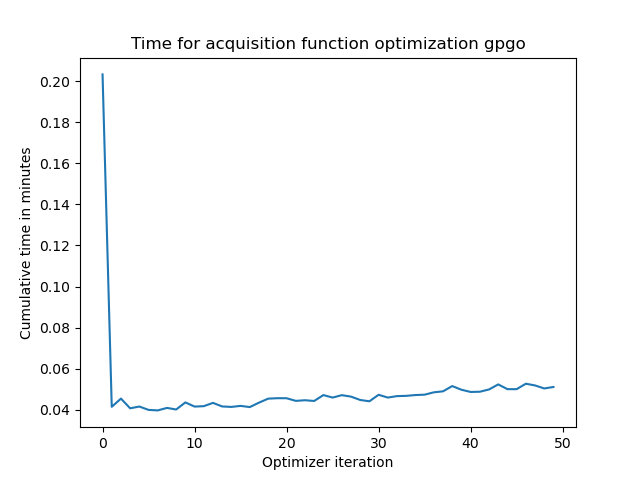 Time for acquisition function optimization gpgo
0.20
0.18
0.16
0.14
0.12
0.10
0.08
0.06
0.04
Cumulative time in minutes
0 10 20 30 40 50
Optimizer iteration